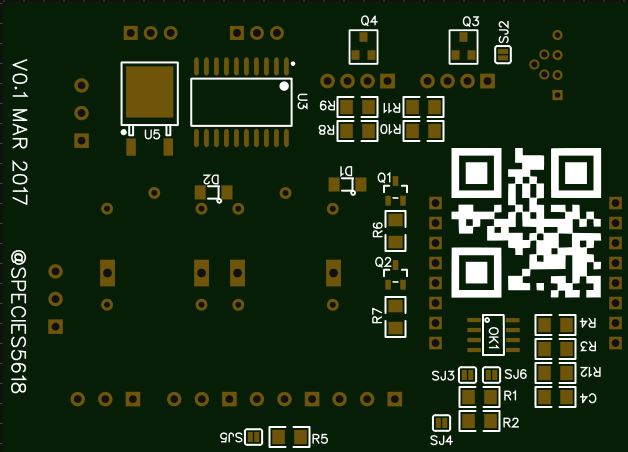 Q4
Q3
SJ2
V0.1 MAR 2017
@SPECIES5618
U5
U3
R9
R11
R8
R10
D2
D1
Q1
R6
Q2
R7
OK1
R4
R3
R12
C4
SJ3
SJ6
R1
R2
SJ4
SJ5
R5